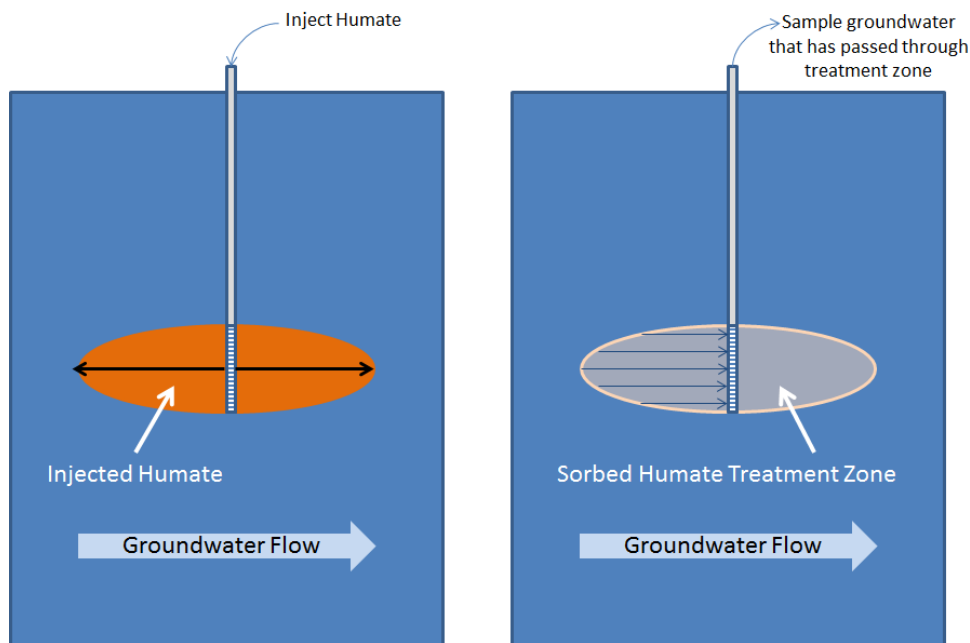 Inject Humate
Injected Humate
Groundwater Flow
Sample groundwater
that has passed through
treatment zone
Sorbed Humate Treatment Zone
Groundwater Flow